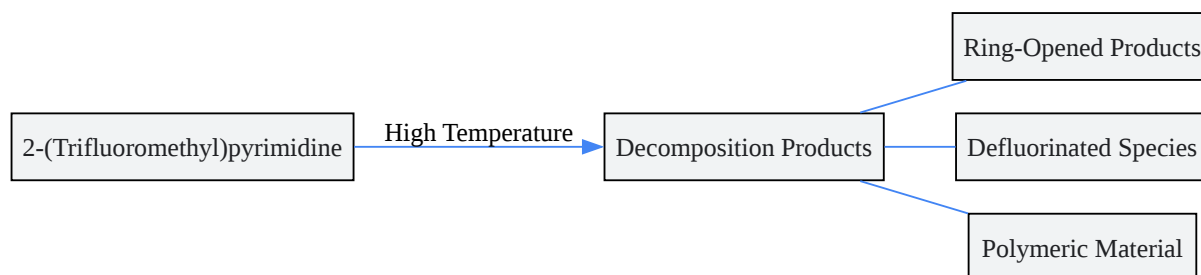 Ring-Opened Products
2-(Trifluoromethyl)pyrimidine
High Temperature
Decomposition Products
Defluorinated Species
Polymeric Material